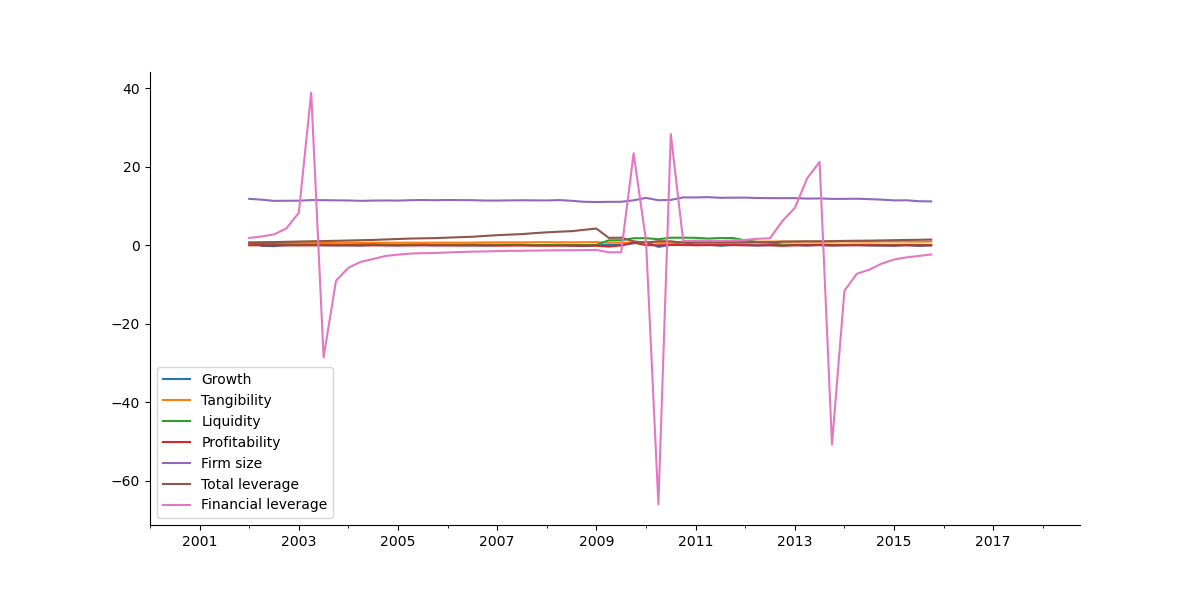 40
20
0
−20
−40
−60
Growth
Tangibility
Liquidity
Profitability
Firm size
Total leverage
Financial leverage
2001 2003 2005 2007 2009 2011 2013 2015 2017